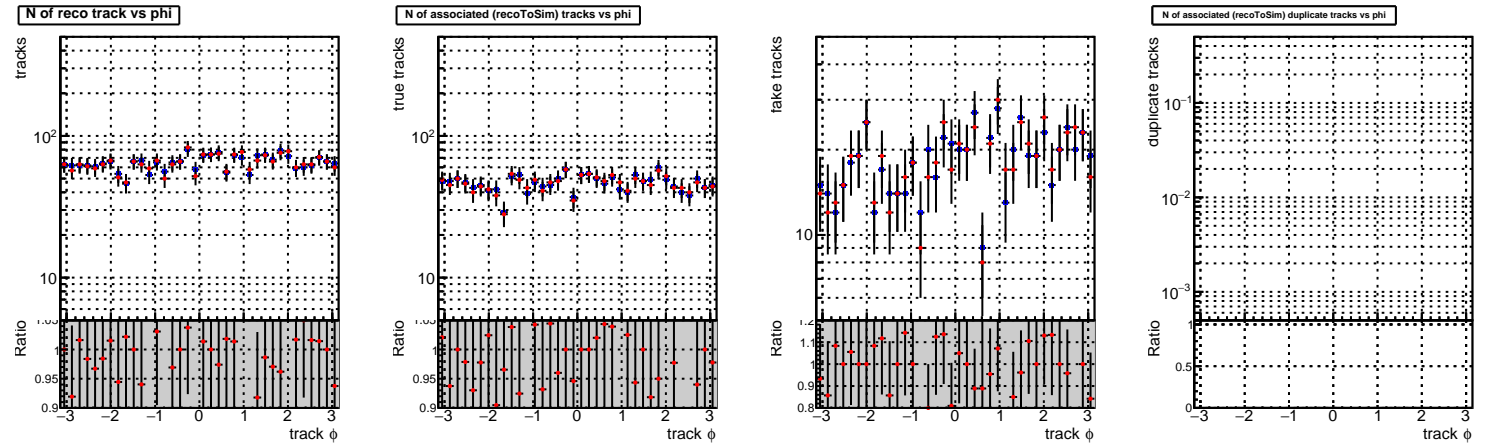 N of reco track vs phi
tracks
10²
10
Ratio
1.05
1
0.95
0.9
−3 −2 −1 0 1 2 3
track ϕ
N of associated (recoToSim) tracks vs phi
true tracks
10²
10
Ratio
1.05
1
0.95
0.9
−3 −2 −1 0 1 2 3
track ϕ
fake tracks
10
Ratio
1.2
1.1
1
0.9
0.8
−3 −2 −1 0 1 2 3
track ϕ
N of associated (recoToSim) duplicate tracks vs phi
duplicate tracks
10⁻¹
10⁻²
10⁻³
Ratio
1
0.5
0
−3 −2 −1 0 1 2 3
track ϕ